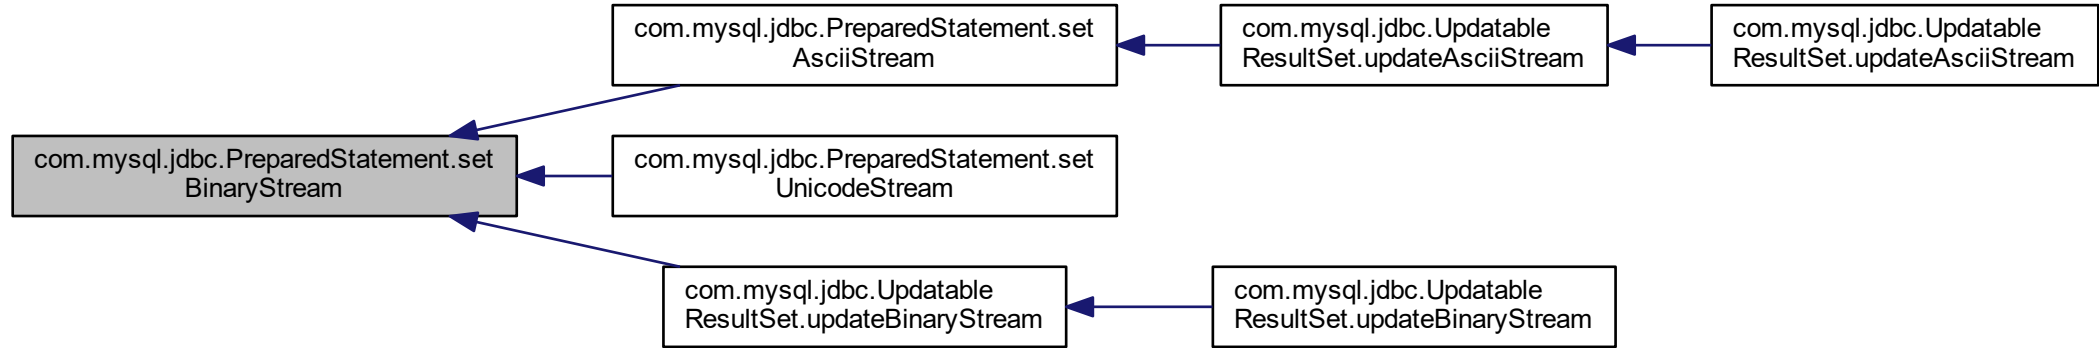 com.mysql.jdbc.PreparedStatement.set
AsciiStream
com.mysql.jdbc.Updatable
ResultSet.updateAsciiStream
com.mysql.jdbc.Updatable
ResultSet.updateAsciiStream
com.mysql.jdbc.PreparedStatement.set
BinaryStream
com.mysql.jdbc.PreparedStatement.set
UnicodeStream
com.mysql.jdbc.Updatable
ResultSet.updateBinaryStream
com.mysql.jdbc.Updatable
ResultSet.updateBinaryStream